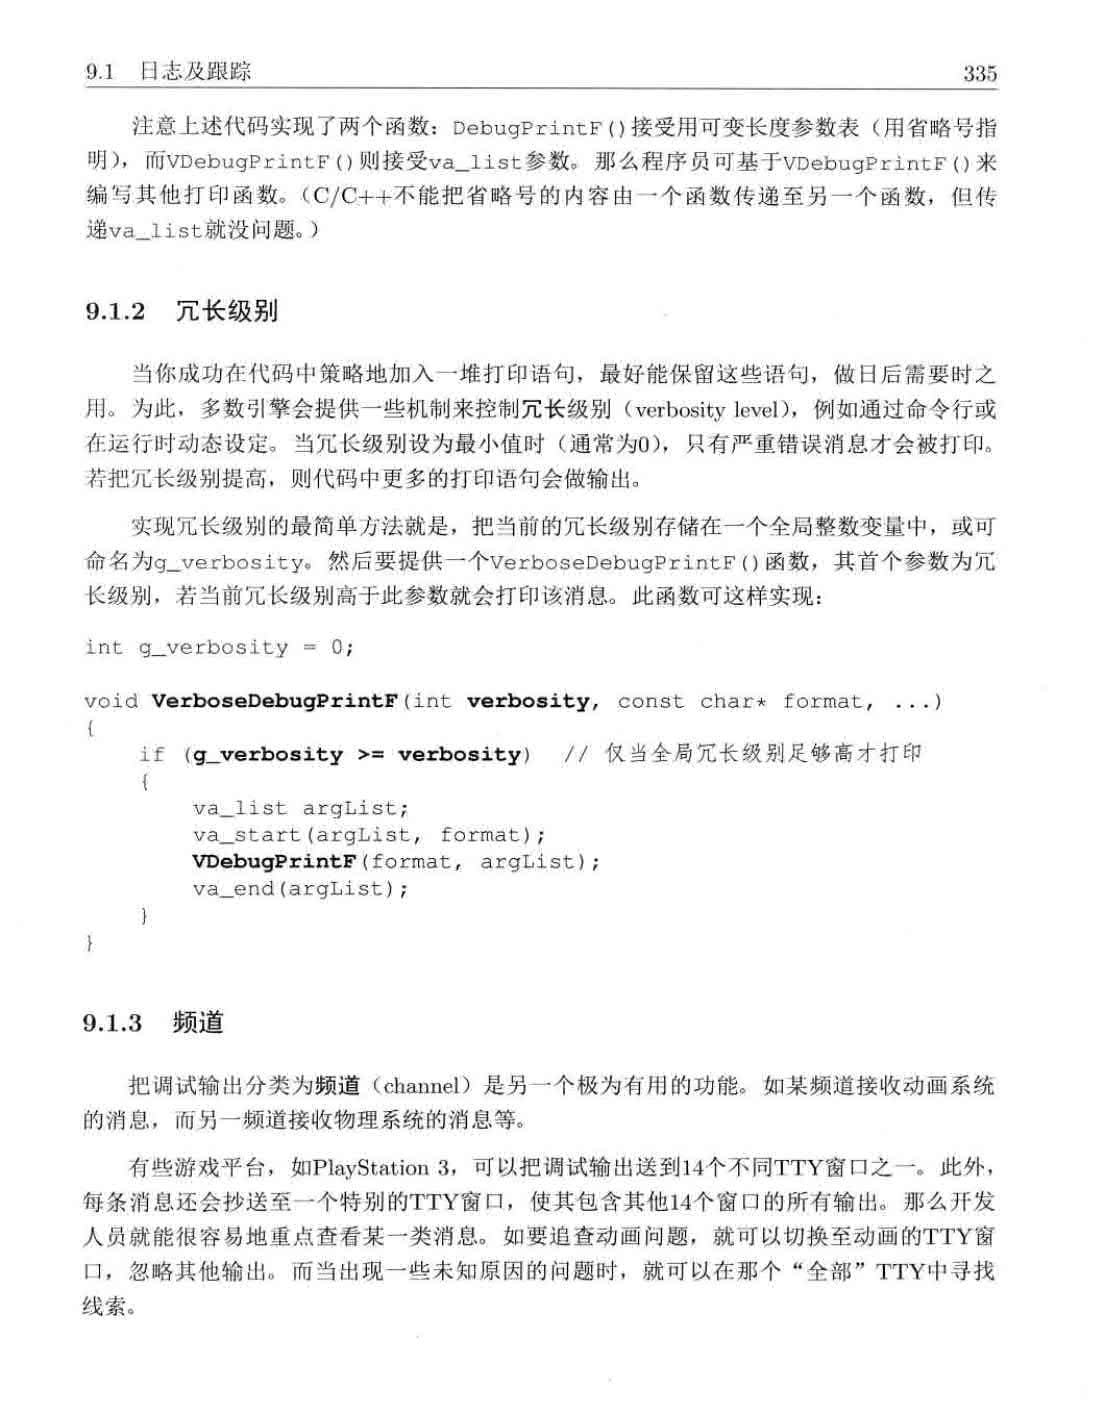 9.1 日志及跟踪 335
注意上述代码实现了两个函数：DebugPrintF()接受用可变长度参数表（用省略号指
明），而VDebugPrintF()则接受va_list参数。那么程序员可基于VDebugPrintF()来
编写其他打印函数。（C/C++不能把省略号的内容由一个函数传递至另一个函数，但传
递va_list就没问题。）
9.1.2 冗长级别
当你成功在代码中策略地加入一堆打印语句，最好能保留这些语句，做日后需要时之
用。为此，多数引擎会提供一些机制来控制冗长级别（verbosity level），例如通过命令行或
在运行时动态设定。当冗长级别设为最小值时（通常为0），只有严重错误消息才会被打印。
若把冗长级别提高，则代码中更多的打印语句会做输出。
实现冗长级别的最简单方法就是，把当前的冗长级别存储在一个全局整数变量中，或可
命名为g_verbosity。然后要提供一个VerboseDebugPrintF()函数，其首个参数为冗
长级别，若当前冗长级别高于此参数就会打印该消息。此函数可这样实现：
int g_verbosity = 0;
void VerboseDebugPrintF(int verbosity, const char* format, ...)
{
if (g_verbosity >= verbosity) // 仅当全局冗长级别足够高才打印
{
va_list argList;
va_start(argList, format);
VDebugPrintF(format, argList);
va_end(argList);
}
}
9.1.3 频道
把调试输出分类为频道（channel）是另一个极为有用的功能。如某频道接收动画系统
的消息，而另一频道接收物理系统的消息等。
有些游戏平台，如PlayStation 3，可以把调试输出送到14个不同TTY窗口之一。此外，
每条消息还会抄送至一个特别的TTY窗口，使其包含其他14个窗口的所有输出。那么开发
人员就能很容易地重点查看某一类消息。如要追查动画问题，就可以切换至动画的TTY窗
口，忽略其他输出。而当出现一些未知原因的问题时，就可以在那个“全部”TTY中寻找
线索。